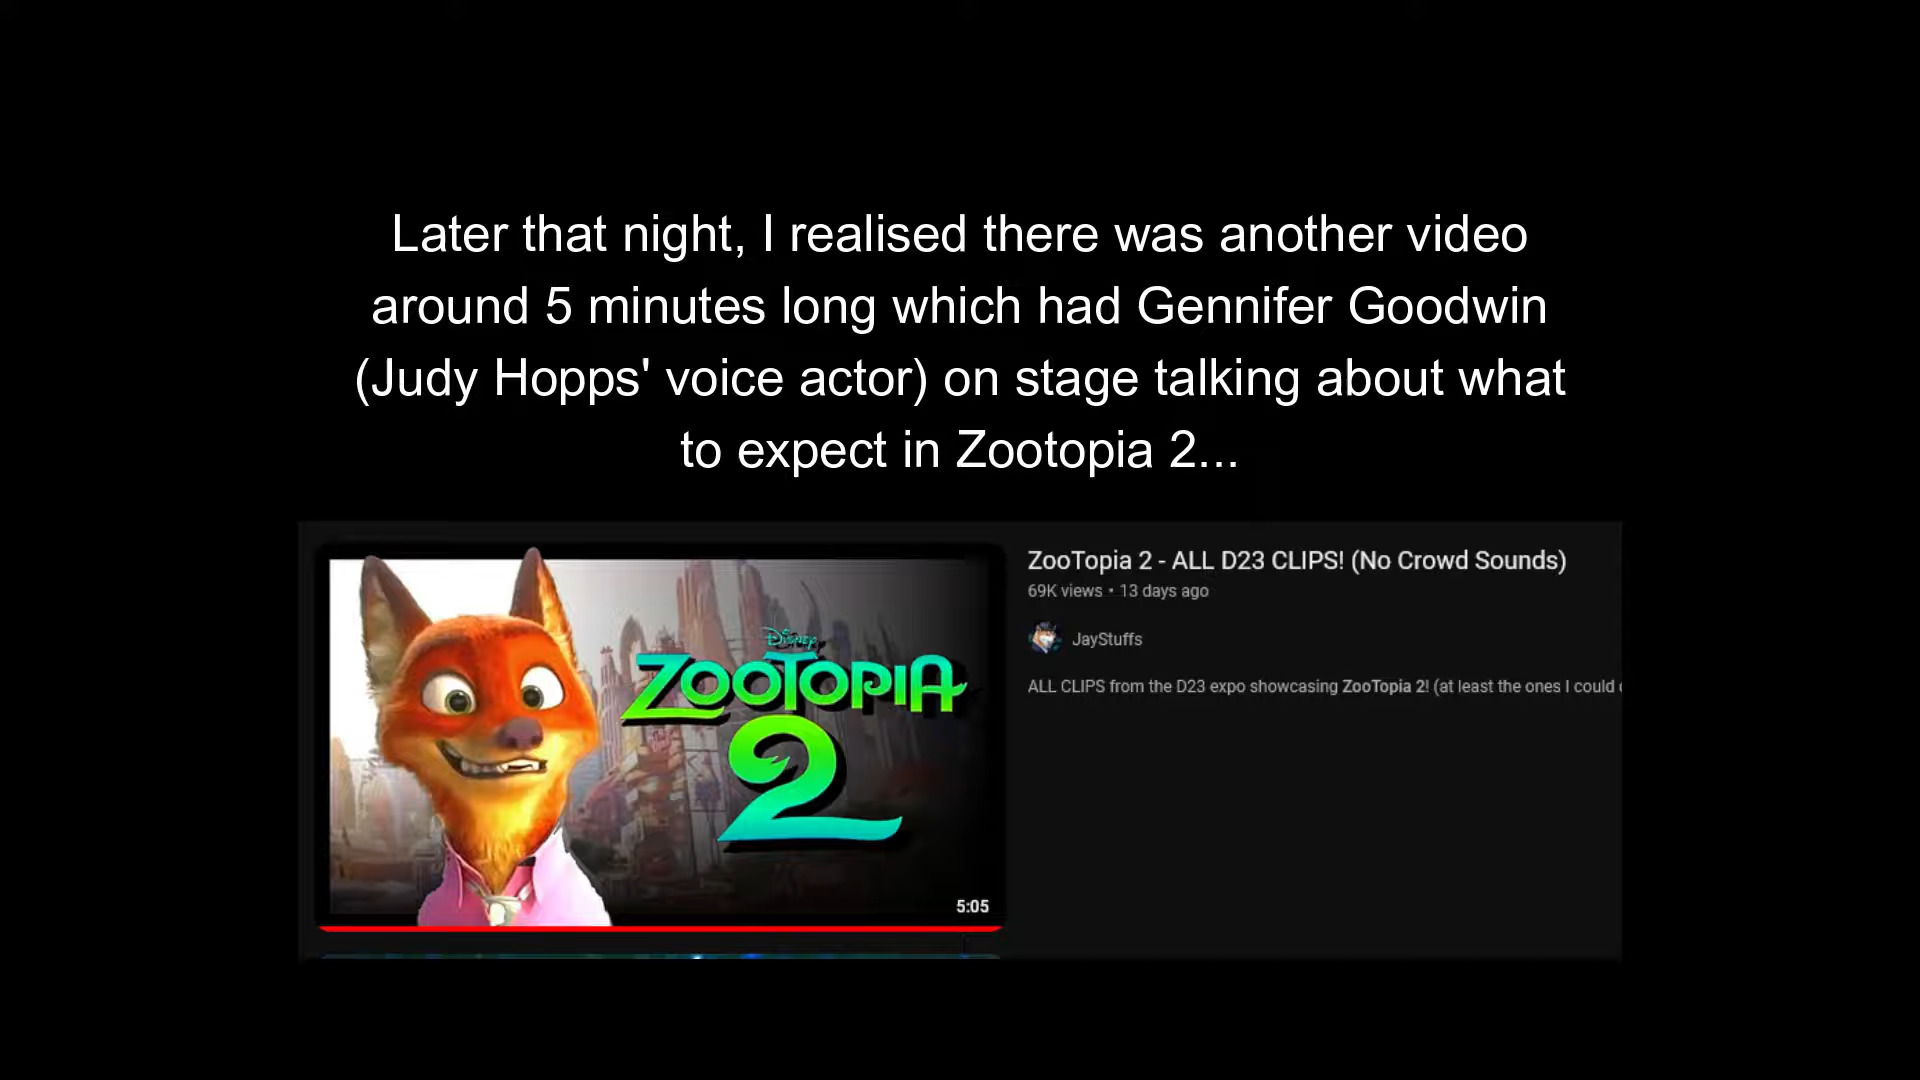 Later that night, I realised there was another video
around 5 minutes long which had Gennifer Goodwin
(Judy Hopps' voice actor) on stage talking about what
to expect in Zootopia 2...
ZooTopia 2 - ALL D23 CLIPS! (No Crowd Sounds)
69K views • 13 days ago
JayStuffs
ALL CLIPS from the D23 expo showcasing ZooTopia 2! (at least the ones I could
Disney
ZOOTOPIA
2
5:05